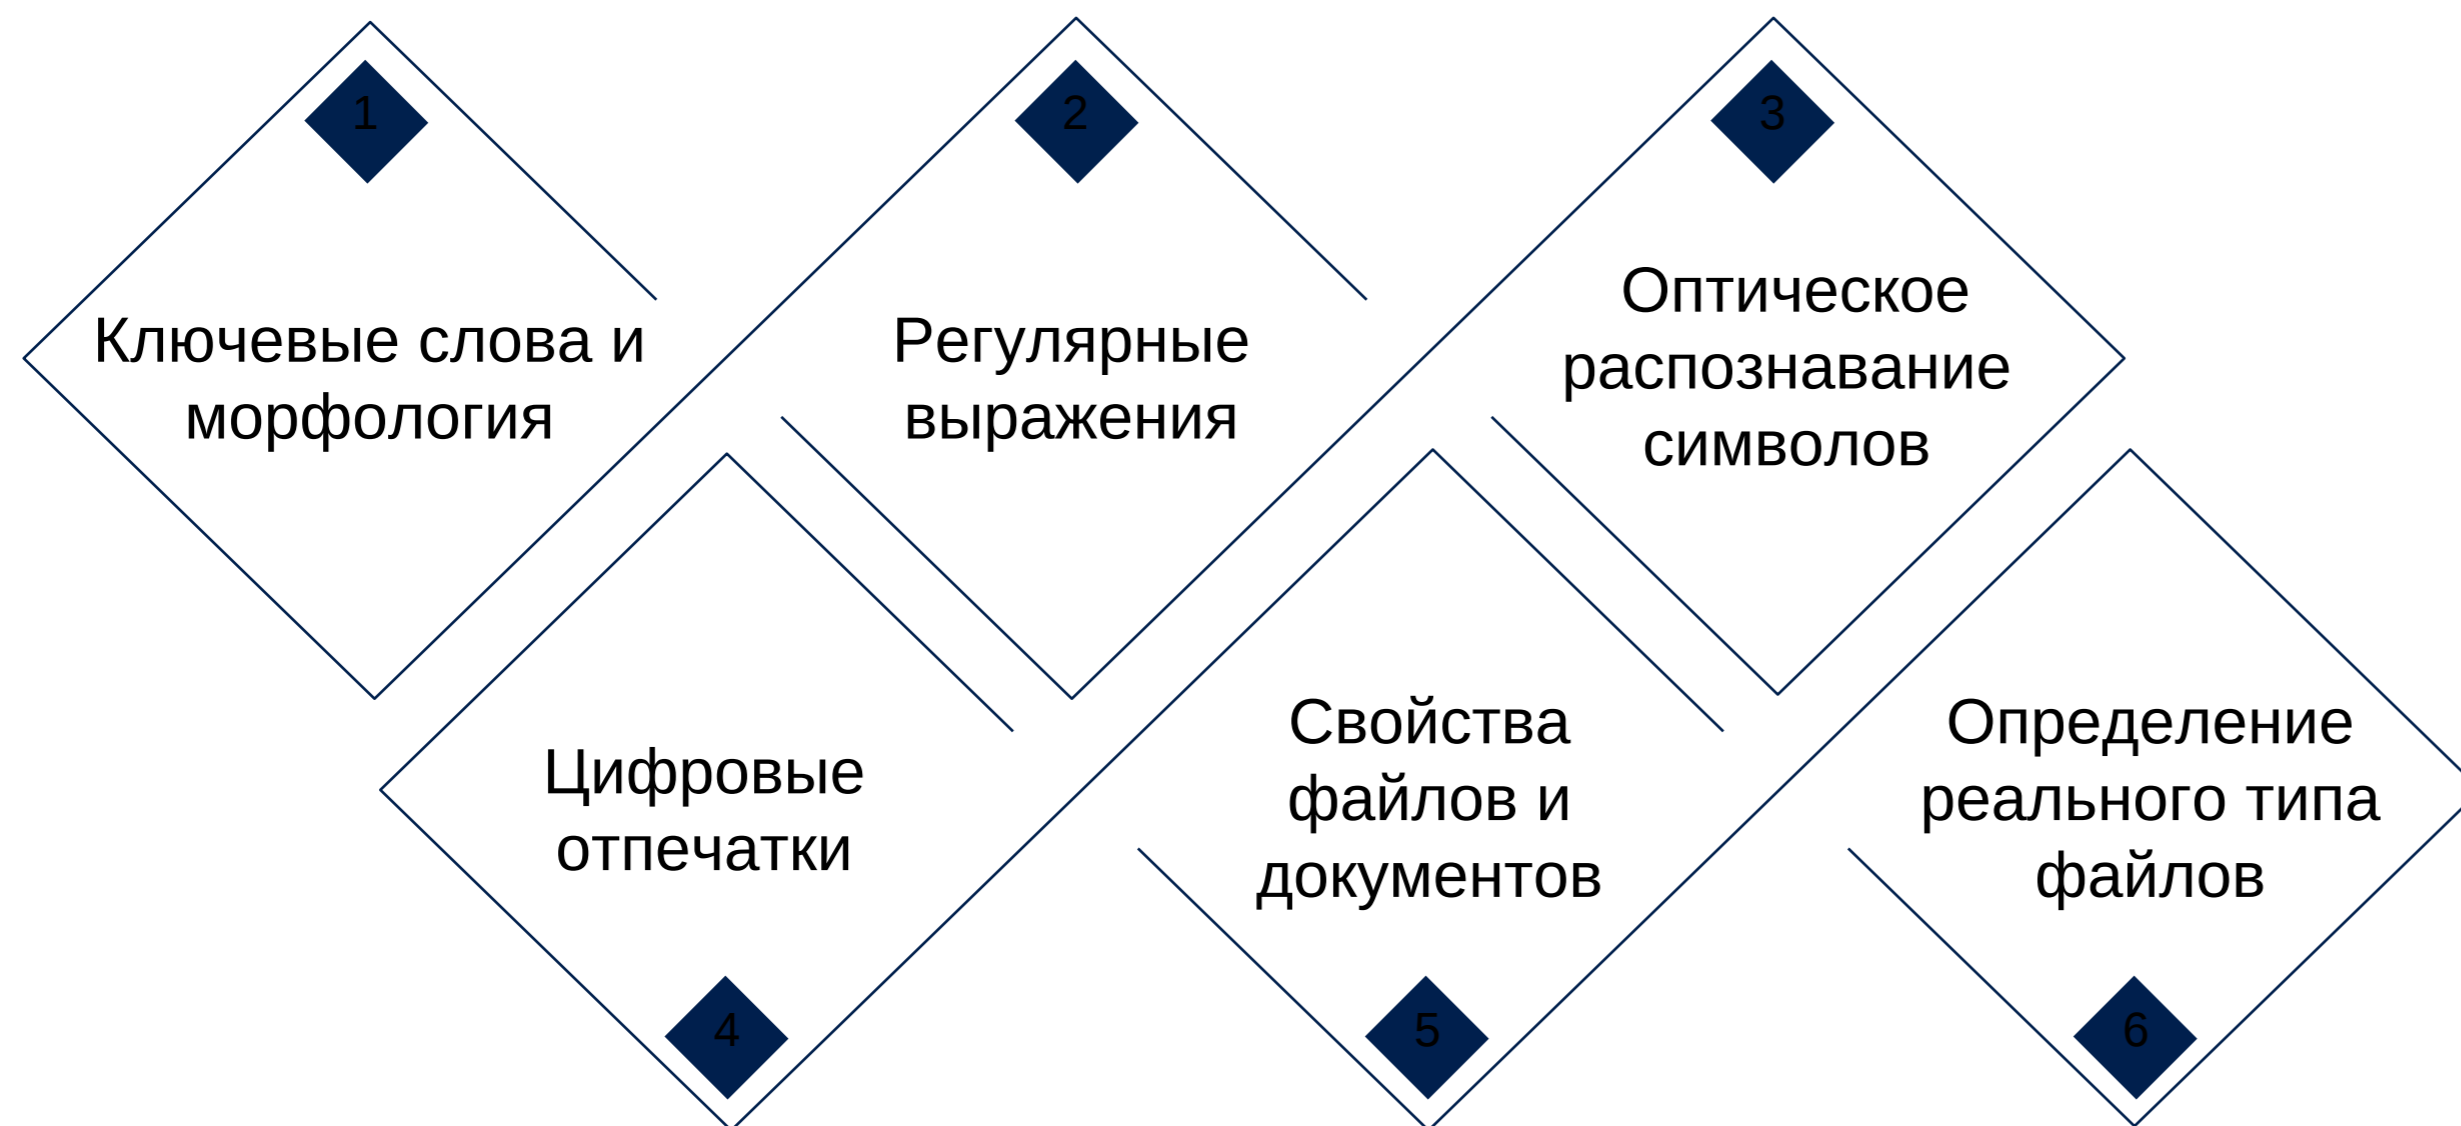 1
Ключевые слова и
морфология
2
Регулярные
выражения
3
Оптическое
распознавание
символов
Цифровые
отпечатки
4
Свойства
файлов и
документов
5
Определение
реального типа
файлов
6